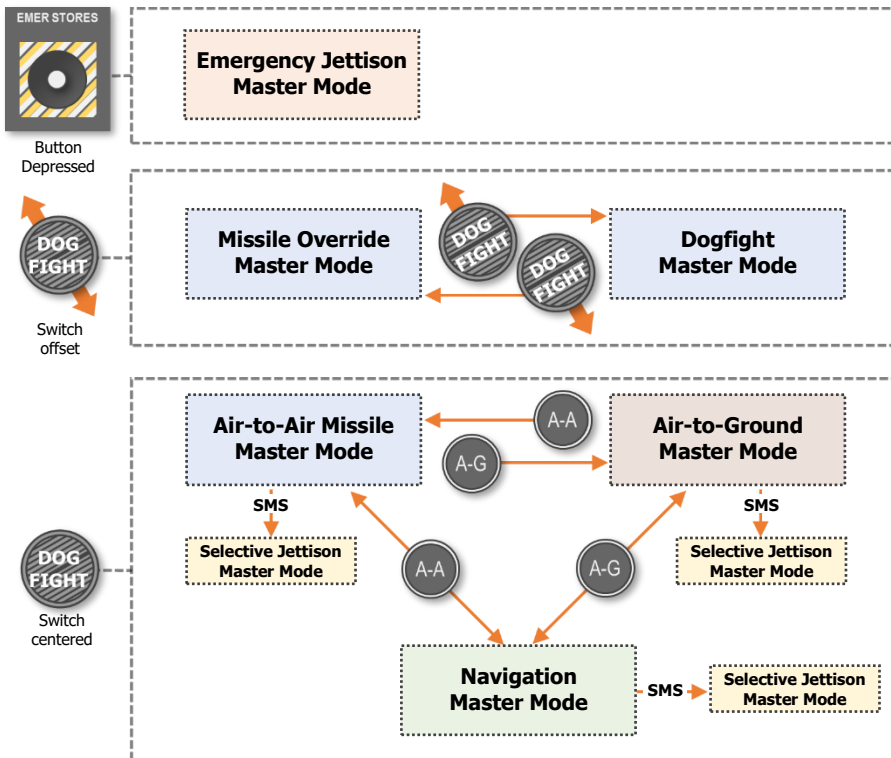 EMER STORES
Button
Depressed
Emergency Jettison
Master Mode
DOG
FIGHT
Switch
offset
Missile Override
Master Mode
DOG
FIGHT
DOG
FIGHT
Dogfight
Master Mode
Air-to-Air Missile
Master Mode
A-A
A-G
Air-to-Ground
Master Mode
SMS
SMS
Selective Jettison
Master Mode
A-A
A-G
Selective Jettison
Master Mode
DOG
FIGHT
Switch
centered
Navigation
Master Mode
SMS
Selective Jettison
Master Mode